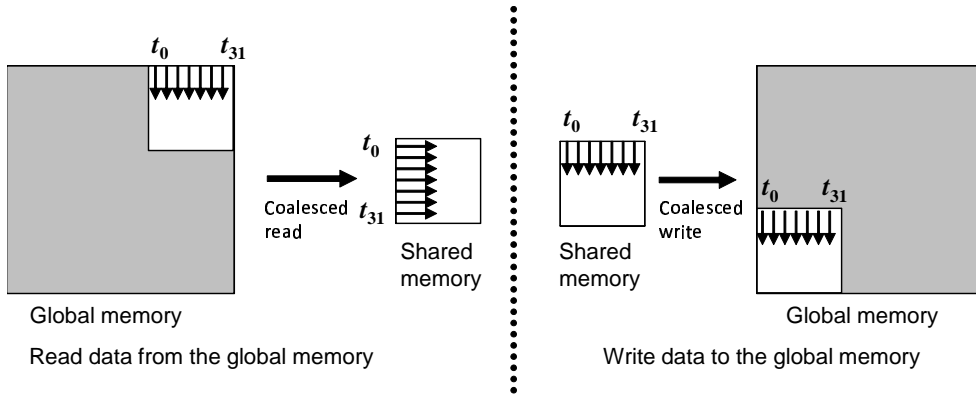 t0 t31
t0
Coalesced
read
t31
Shared
memory
Global memory
Read data from the global memory
t0 t31
Shared
memory
Coalesced
write
t0 t31
Global memory
Write data to the global memory